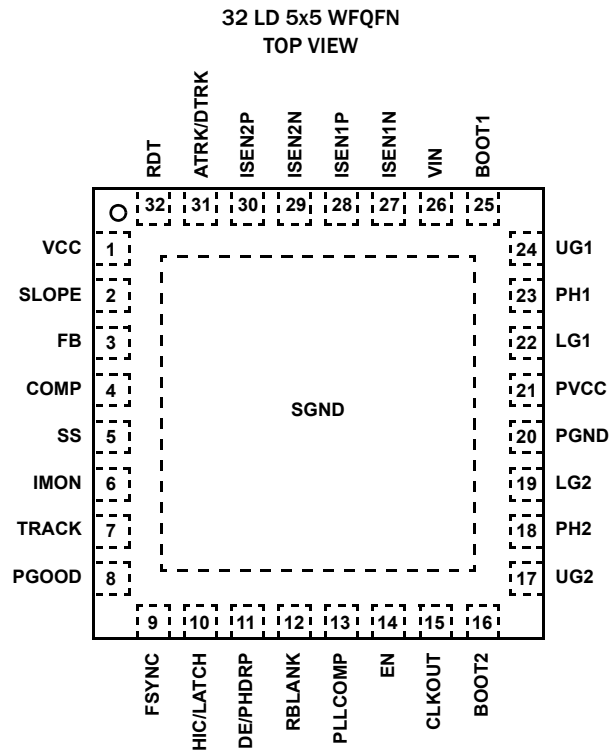 32 LD 5x5 WFQFN
TOP VIEW
RDT
ATRK/DTRK
ISEN2P
ISEN2N
ISEN1P
ISEN1N
VIN
BOOT1
32 31 30 29 28 27 26 25
VCC 1
24 UG1
SLOPE 2
23 PH1
FB 3
22 LG1
COMP 4
21 PVCC
SGND
SS 5
20 PGND
IMON 6
19 LG2
TRACK 7
18 PH2
PGOOD 8
17 UG2
9 10 11 12 13 14 15 16
FSYNC
HIC/LATCH
DE/PHDRP
RBLANK
PLLCOMP
EN
CLKOUT
BOOT2